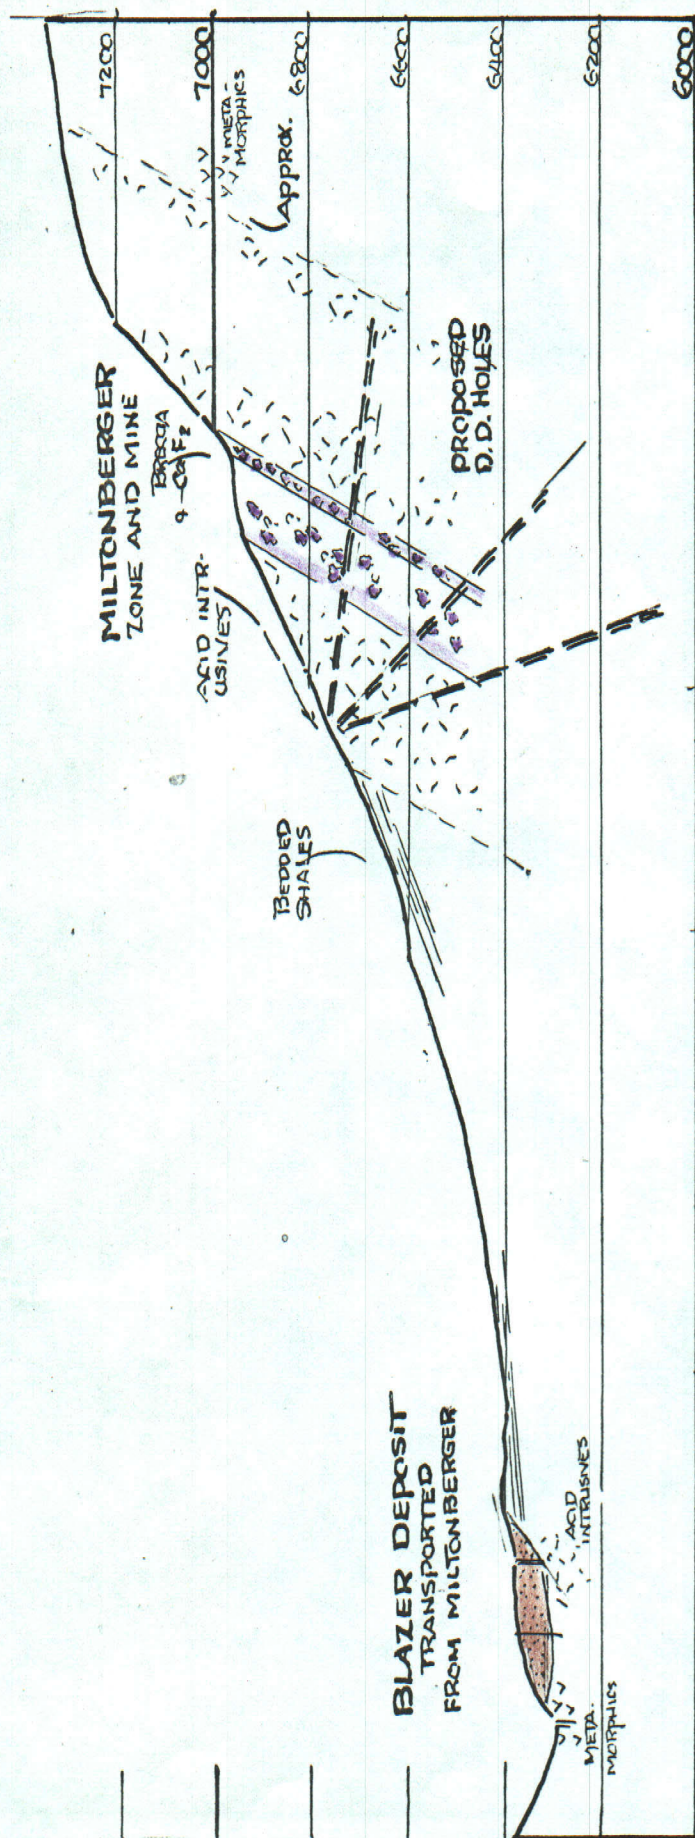 7200
7000
6800
6600
6400
6200
6000
META-
MORPHICS
APPROX.
MILTONBERGER
ZONE AND MINE
BRECCIA
& CaF₂
ACID INTR-
USIVES
PROPOSED
D.D. HOLES
BEDDED
SHALES
BLAZER DEPOSIT
TRANSPORTED
FROM MILTONBERGER
ACID
INTRUSIVES
META-
MORPHICS